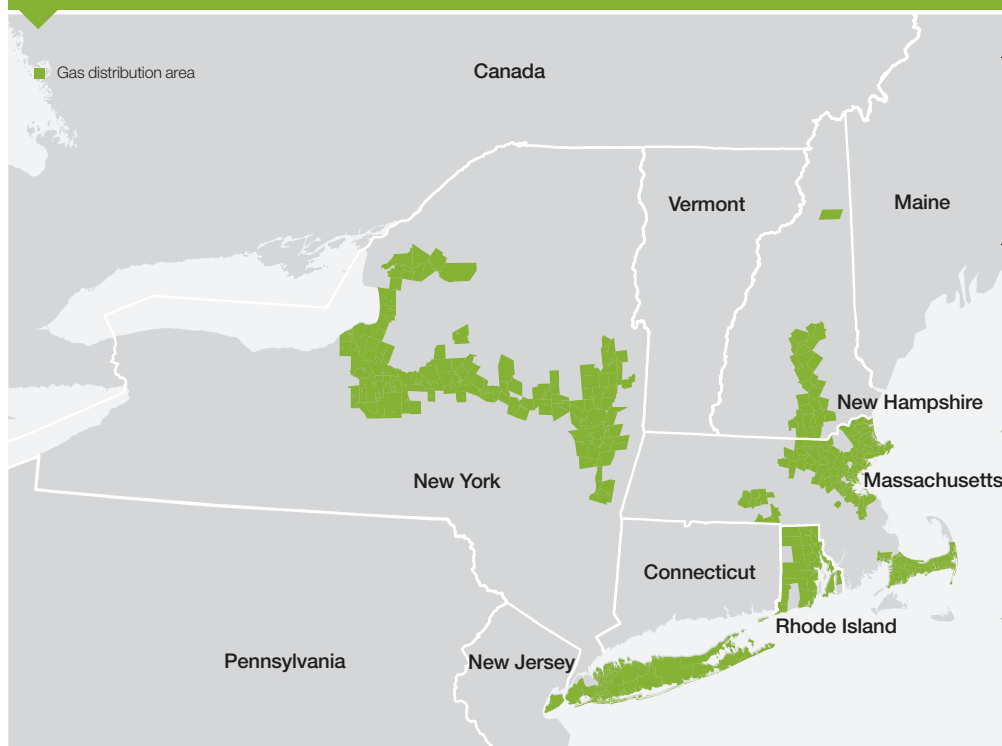 Gas distribution area
Canada
Vermont
Maine
New Hampshire
New York
Massachusetts
Connecticut
Rhode Island
Pennsylvania
New Jersey